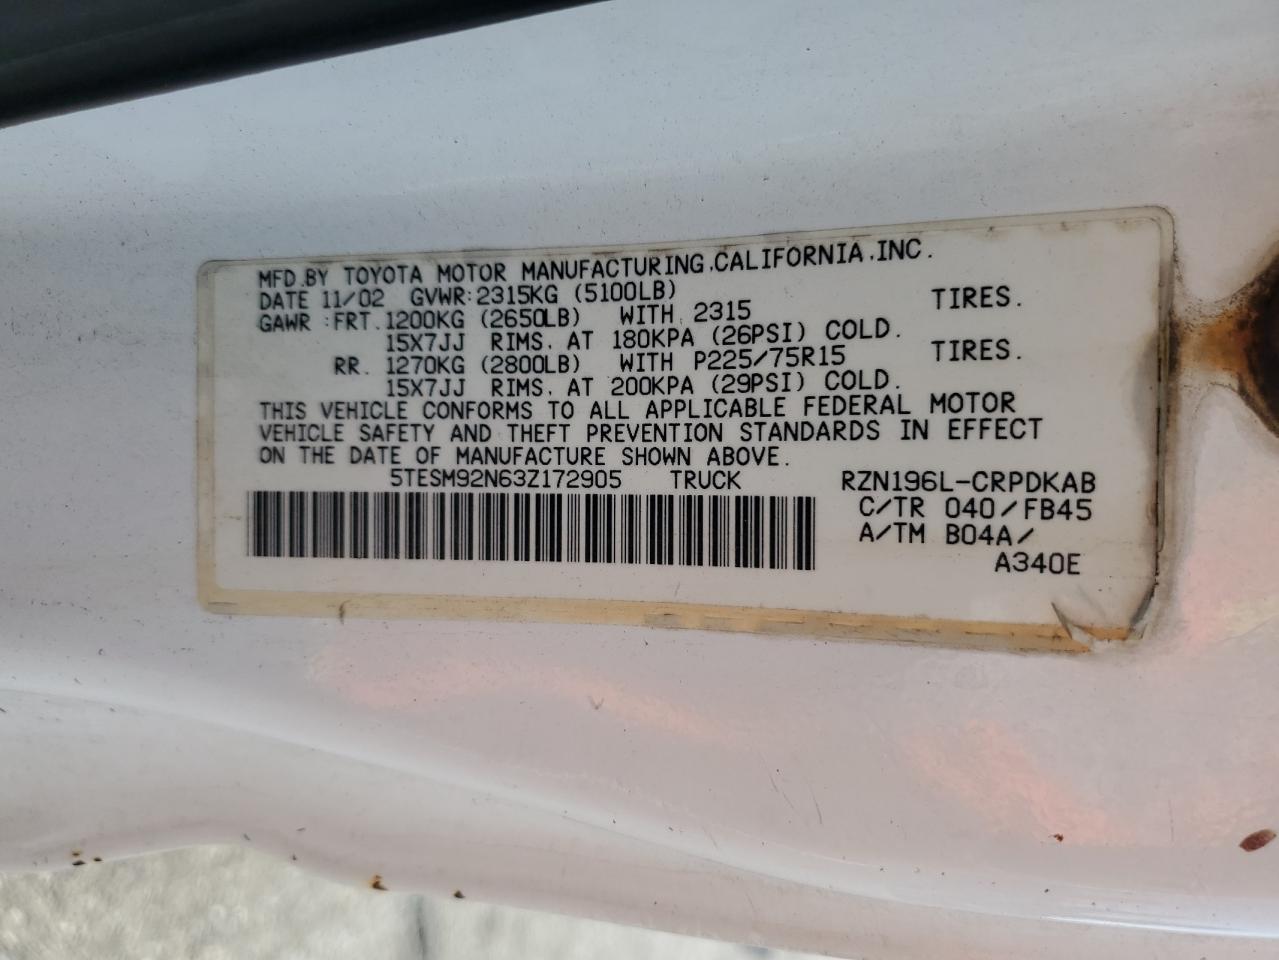 MFD.BY TOYOTA MOTOR MANUFACTURING,CALIFORNIA,INC.
DATE 11/02 GVWR:2315KG (5100LB)
GAWR :FRT.1200KG (2650LB) WITH 2315 TIRES.
15X7JJ RIMS. AT 180KPA (26PSI) COLD.
RR. 1270KG (2800LB) WITH P225/75R15 TIRES.
15X7JJ RIMS. AT 200KPA (29PSI) COLD.
THIS VEHICLE CONFORMS TO ALL APPLICABLE FEDERAL MOTOR
VEHICLE SAFETY AND THEFT PREVENTION STANDARDS IN EFFECT
ON THE DATE OF MANUFACTURE SHOWN ABOVE.
5TESM92N63Z172905 TRUCK RZN196L-CRPDKAB
C/TR 040/FB45
A/TM B04A/
A340E